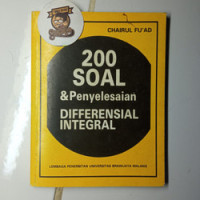 CHAIRUL FU'AD
200
SOAL
&Penyelesaian
DIFFERENSIAL
INTEGRAL
LEMBAGA PENERBITAN UNIVERSITAS BRAWIJAYA MALANG